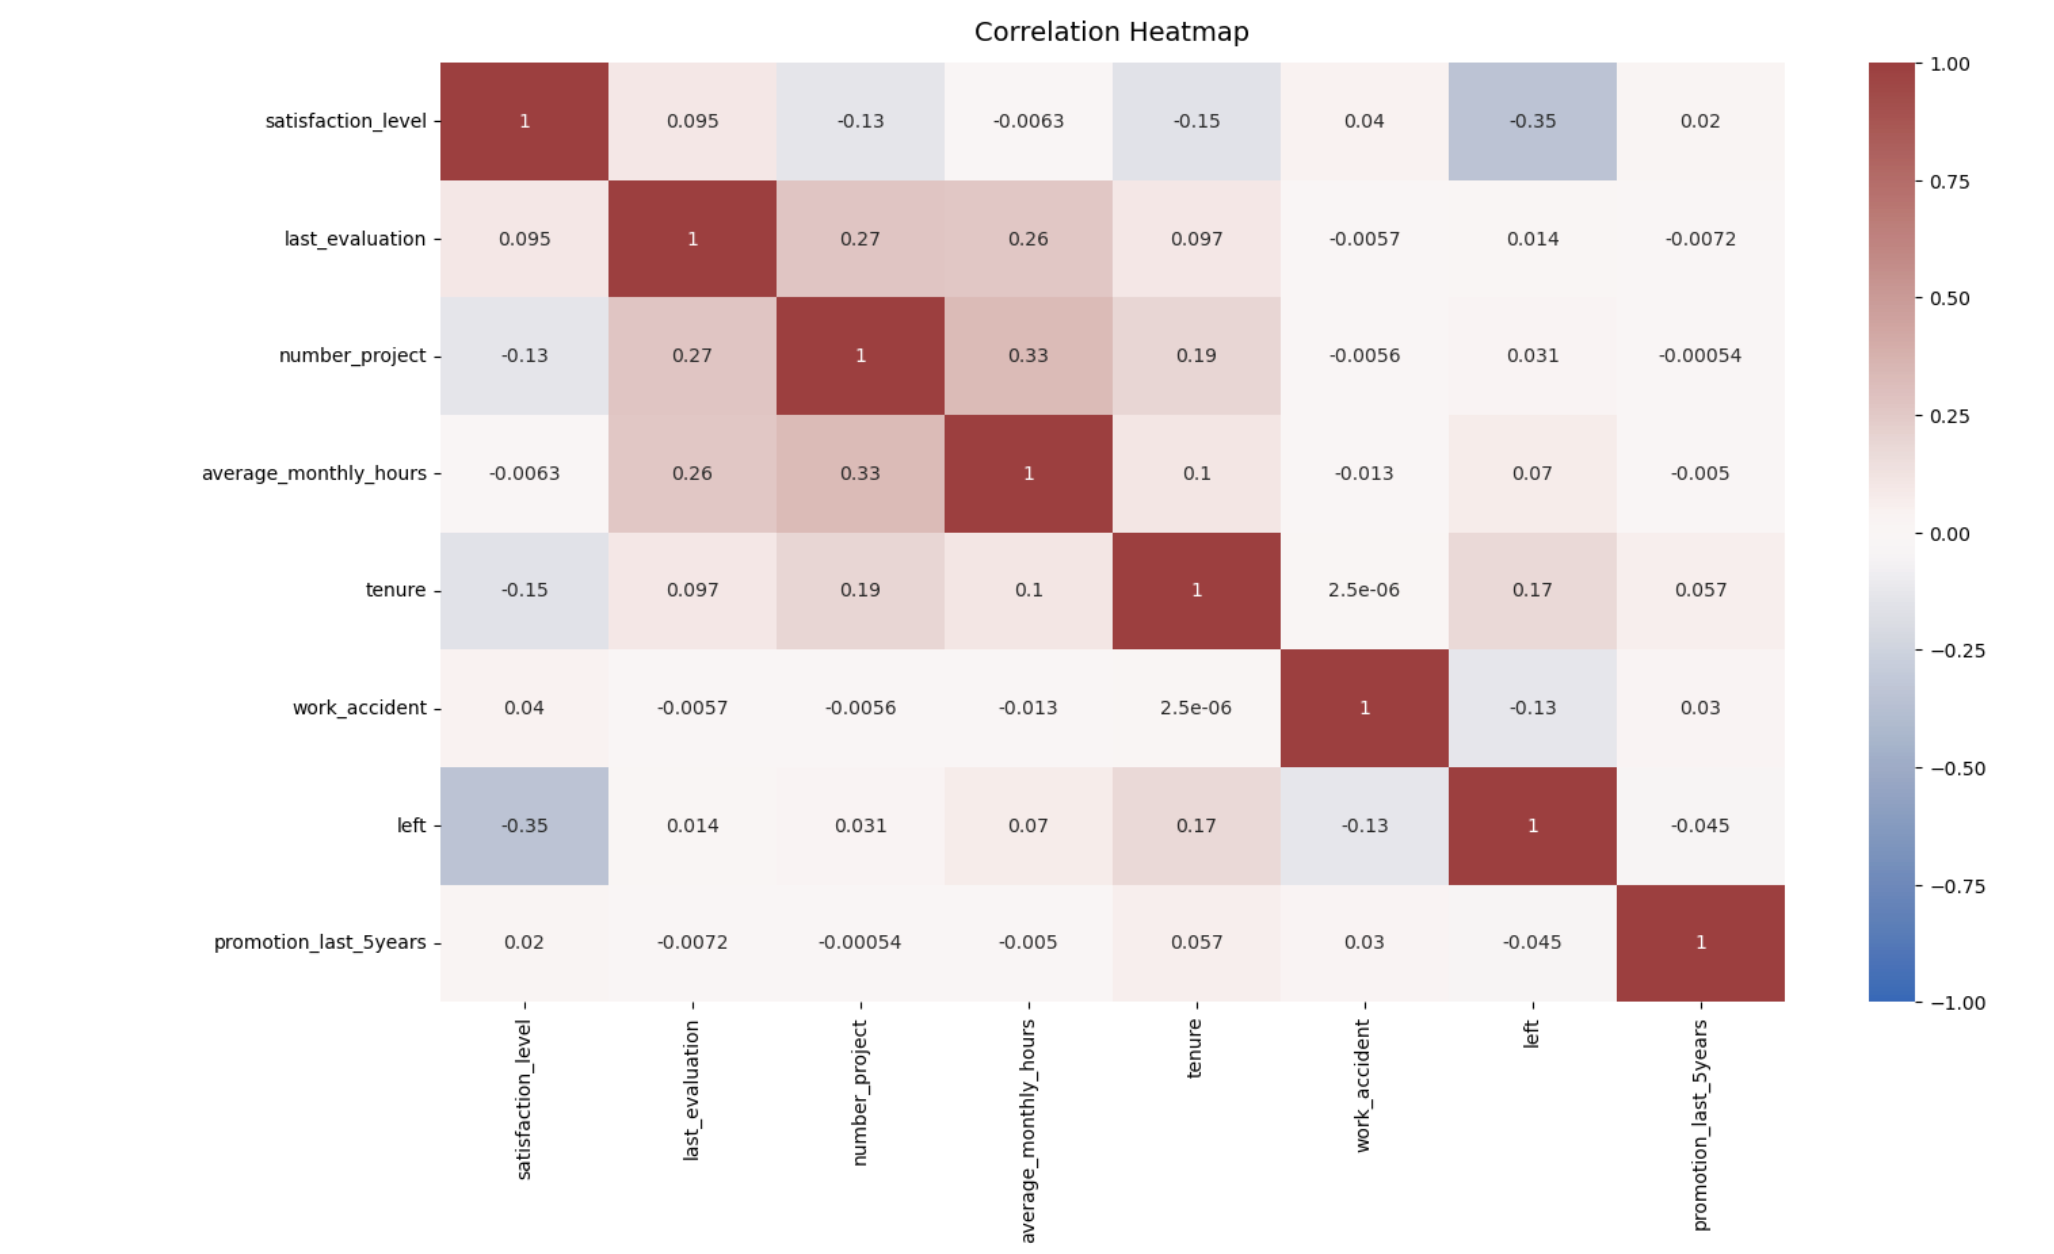 Correlation Heatmap
satisfaction_level 1 0.095 -0.13 -0.0063 -0.15 0.04 -0.35 0.02
last_evaluation 0.095 1 0.27 0.26 0.097 -0.0057 0.014 -0.0072
number_project -0.13 0.27 1 0.33 0.19 -0.0056 0.031 -0.00054
average_monthly_hours -0.0063 0.26 0.33 1 0.1 -0.013 0.07 -0.005
tenure -0.15 0.097 0.19 0.1 1 2.5e-06 0.17 0.057
work_accident 0.04 -0.0057 -0.0056 -0.013 2.5e-06 1 -0.13 0.03
left -0.35 0.014 0.031 0.07 0.17 -0.13 1 -0.045
promotion_last_5years 0.02 -0.0072 -0.00054 -0.005 0.057 0.03 -0.045 1
satisfaction_level
last_evaluation
number_project
average_monthly_hours
tenure
work_accident
left
promotion_last_5years
1.00
0.75
0.50
0.25
0.00
−0.25
−0.50
−0.75
−1.00